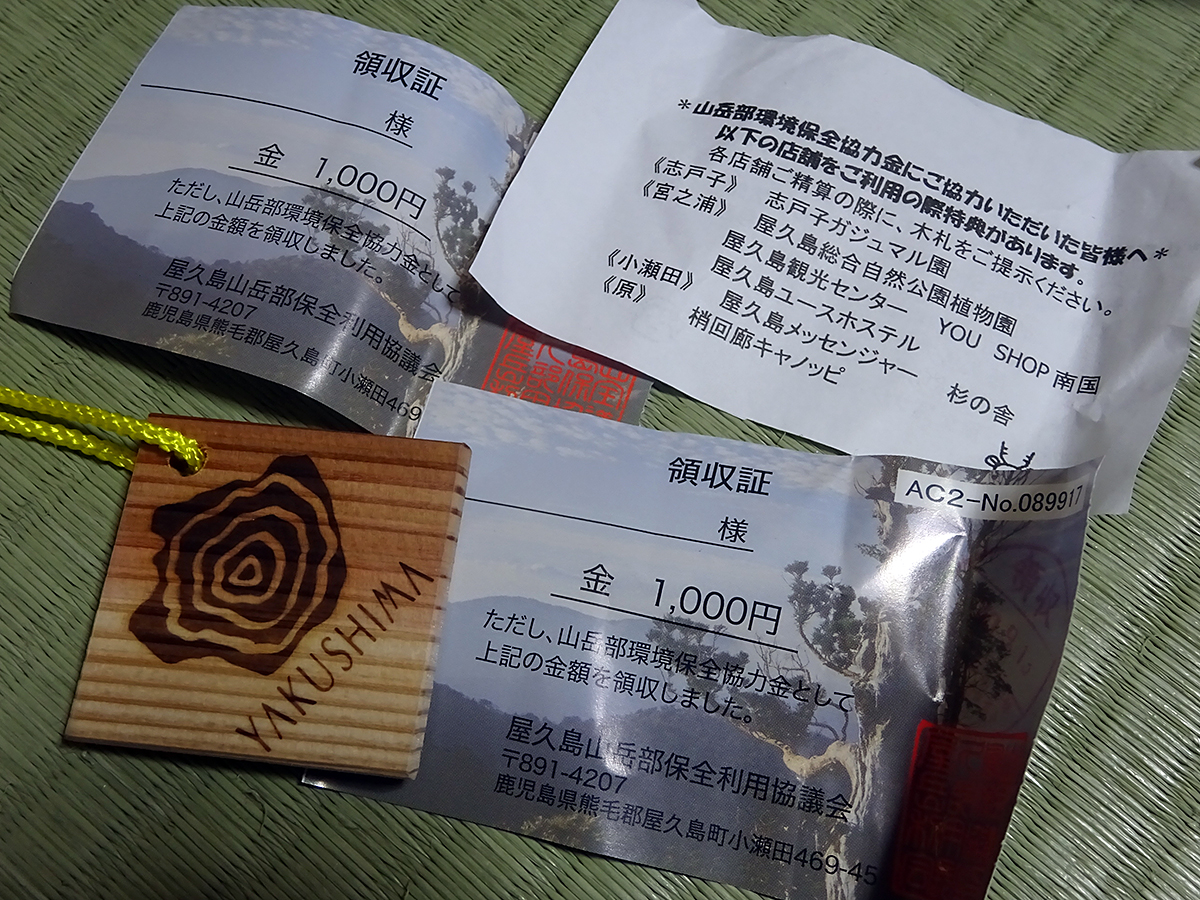 領収証
様
金 1,000円
ただし、山岳部環境保全協力金として
上記の金額を領収しました。
屋久島山岳部保全利用協議会
〒891-4207
鹿児島県熊毛郡屋久島町小瀬田469
＊山岳部環境保全協力金にご協力いただいた皆様へ＊
以下の店舗をご利用の際特典があります。
各店舗ご精算の際に、木札をご提示ください。
《志戸子》 志戸子ガジュマル園
《宮之浦》 屋久島総合自然公園植物園
屋久島観光センター YOU SHOP 南国
屋久島ユースホステル
《小瀬田》 屋久島メッセンジャー 杉の舎
《原》 梢回廊キャノッピ
YAKUSHIMA
領収証
AC2-No.089917
様
金 1,000円
ただし、山岳部環境保全協力金として
上記の金額を領収しました。
屋久島山岳部保全利用協議会
〒891-4207
鹿児島県熊毛郡屋久島町小瀬田469-45